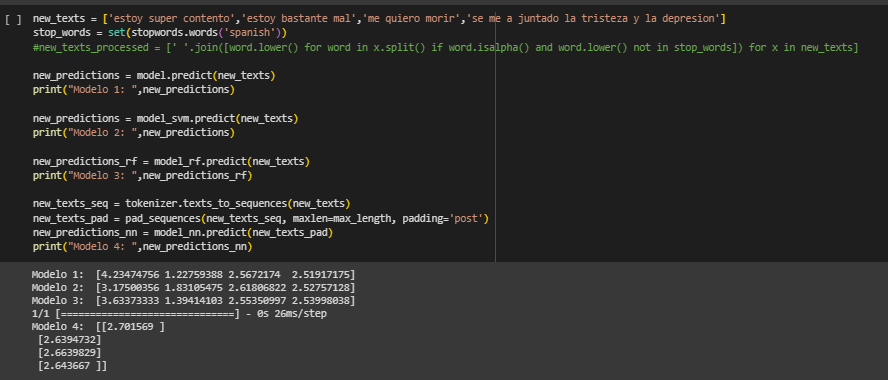 [ ] new_texts = ['estoy super contento','estoy bastante mal','me quiero morir','se me a juntado la tristeza y la depresion']
stop_words = set(stopwords.words('spanish'))
#new_texts_processed = [' '.join([word.lower() for word in x.split() if word.isalpha() and word.lower() not in stop_words]) for x in new_texts]
new_predictions = model.predict(new_texts)
print("Modelo 1: ",new_predictions)
new_predictions = model_svm.predict(new_texts)
print("Modelo 2: ",new_predictions)
new_predictions_rf = model_rf.predict(new_texts)
print("Modelo 3: ",new_predictions_rf)
new_texts_seq = tokenizer.texts_to_sequences(new_texts)
new_texts_pad = pad_sequences(new_texts_seq, maxlen=max_length, padding='post')
new_predictions_nn = model_nn.predict(new_texts_pad)
print("Modelo 4: ",new_predictions_nn)
Modelo 1:  [4.23474756 1.22759388 2.5672174  2.51917175]
Modelo 2:  [3.17500356 1.83105475 2.61806822 2.52757128]
Modelo 3:  [3.63373333 1.39414103 2.55350997 2.53998038]
1/1 [==============================] - 0s 26ms/step
Modelo 4:  [[2.701569 ]
 [2.6394732]
 [2.6639829]
 [2.643667 ]]